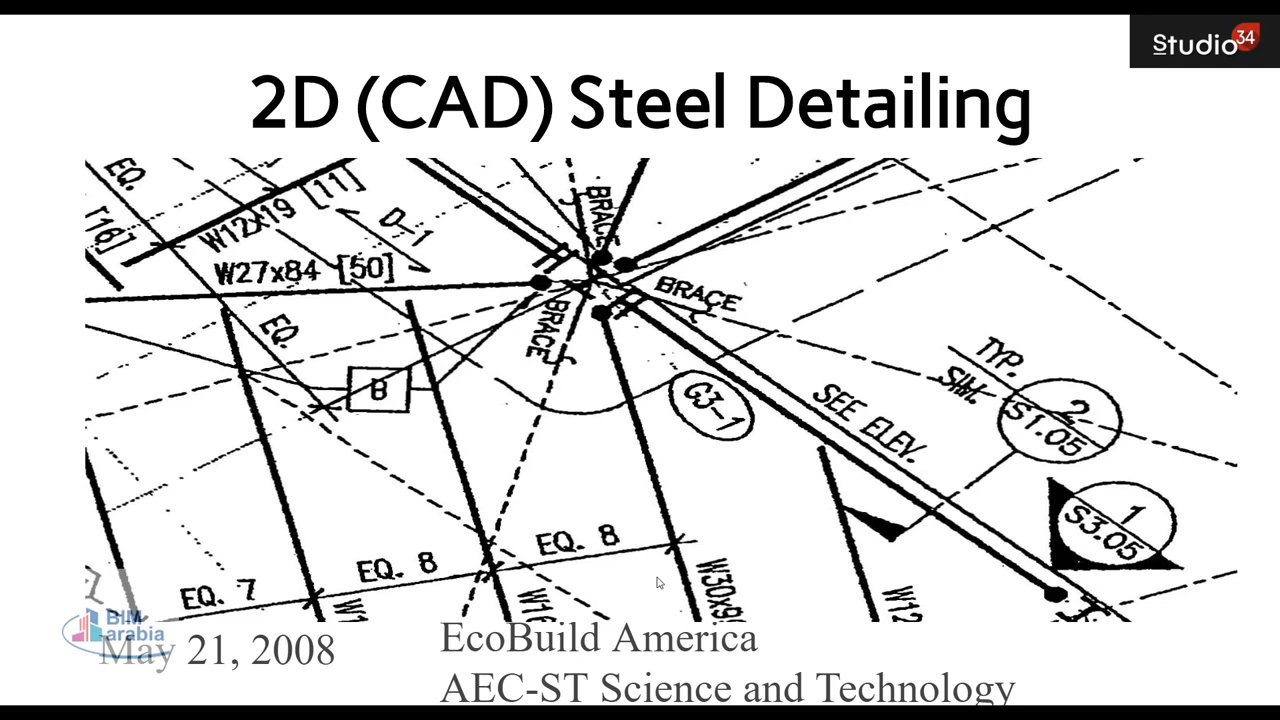 Studio34
2D (CAD) Steel Detailing
EQ.
W12x19 [11]
D-1
BRACE
W27x84 [50]
BRACE
BRACE
EQ.
B
TYP.
SIM.
2
S1.05
G3-1
SEE ELEV.
1
S3.05
EQ. 8
EQ. 8
EQ. 7
BIM
arabia
May 21, 2008
EcoBuild America
AEC-ST Science and Technology